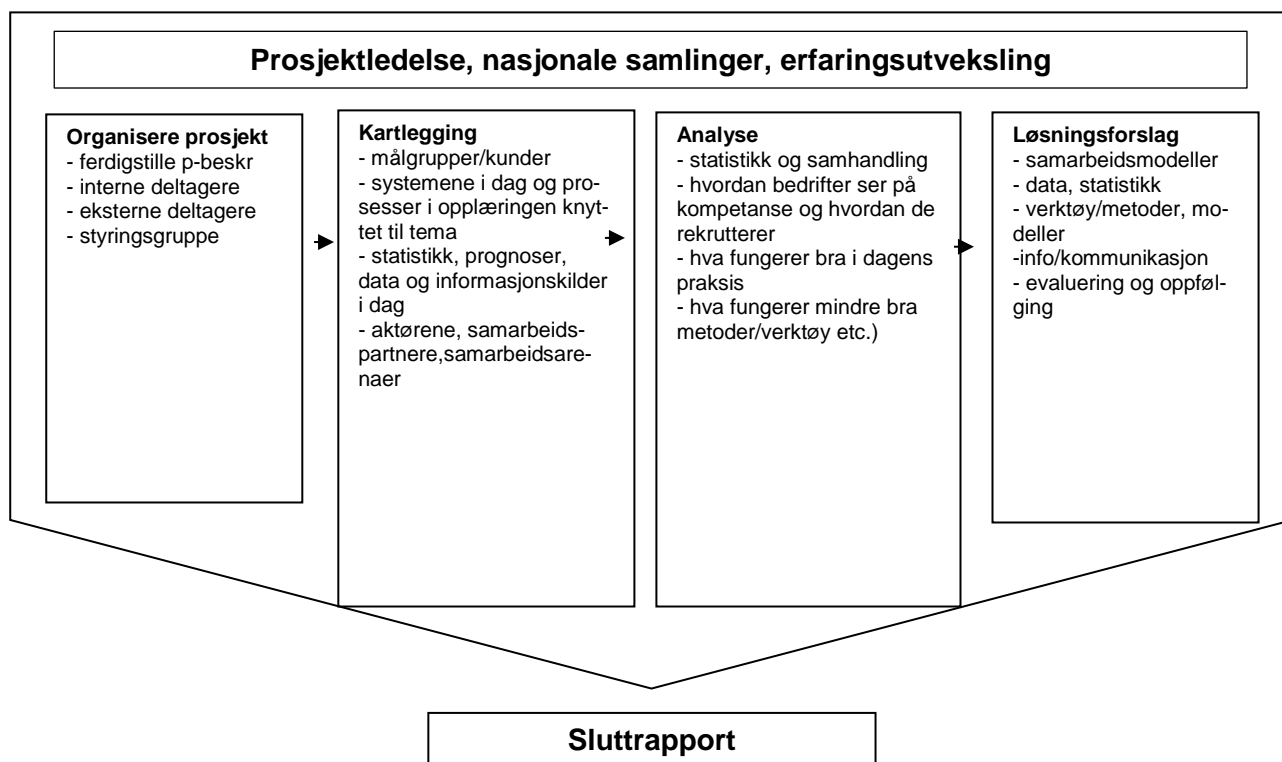 Prosjektledelse, nasjonale samlinger, erfaringsutveksling
Organisere prosjekt
- ferdigstille p-beskr
- interne deltagere
- eksterne deltagere
- styringsgruppe
Kartlegging
- målgrupper/kunder
- systemene i dag og pro-
sesser i opplæringen knyt-
tet til tema
- statistikk, prognoser,
data og informasjonskilder
i dag
- aktørene, samarbeids-
partnere,samarbeidsare-
naer
Analyse
- statistikk og samhandling
- hvordan bedrifter ser på
kompetanse og hvordan de
rekrutterer
- hva fungerer bra i dagens
praksis
- hva fungerer mindre bra
metoder/verktøy etc.)
Løsningsforslag
- samarbeidsmodeller
- data, statistikk
- verktøy/metoder, mo-
deller
-info/kommunikasjon
- evaluering og oppføl-
ging
Sluttrapport